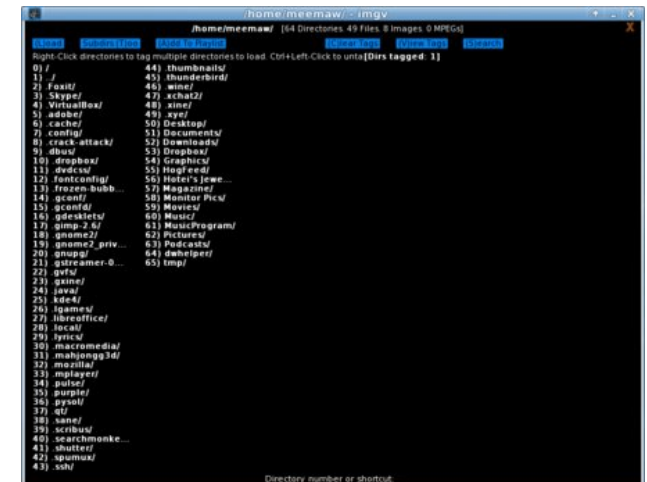 /home/meemaw/ - imgv
/home/meemaw/ [64 Directories. 49 Files. 8 Images. 0 MPEGs]
X
(L)oad Subdirs(T)oo (A)dd To Playlist (C)lear Tags (V)iew Tags (S)earch
Right-Click directories to tag multiple directories to load. Ctrl+Left-Click to unta[Dirs tagged: 1]
0) /
1) ../
2) .Foxit/
3) .Skype/
4) .VirtualBox/
5) .adobe/
6) .cache/
7) .config/
8) .crack-attack/
9) .dbus/
10) .dropbox/
11) .dvdcss/
12) .fontconfig/
13) .frozen-bubb...
14) .gconf/
15) .gconfd/
16) .gdesklets/
17) .gimp-2.6/
18) .gnome2/
19) .gnome2_priv...
20) .gnupg/
21) .gstreamer-0...
22) .gvfs/
23) .gxine/
24) .java/
25) .kde4/
26) .lgames/
27) .libreoffice/
28) .local/
29) .lyrics/
30) .macromedia/
31) .mahjongg3d/
32) .mozilla/
33) .mplayer/
34) .pulse/
35) .purple/
36) .pysol/
37) .qt/
38) .sane/
39) .scribus/
40) .searchmonke...
41) .shutter/
42) .spumux/
43) .ssh/
44) .thumbnails/
45) .thunderbird/
46) .wine/
47) .xchat2/
48) .xine/
49) .xye/
50) Desktop/
51) Documents/
52) Downloads/
53) Dropbox/
54) Graphics/
55) HogFeed/
56) Hotei's Jewe...
57) Magazine/
58) Monitor Pics/
59) Movies/
60) Music/
61) MusicProgram/
62) Pictures/
63) Podcasts/
64) dwhelper/
65) tmp/
Directory number or shortcut: